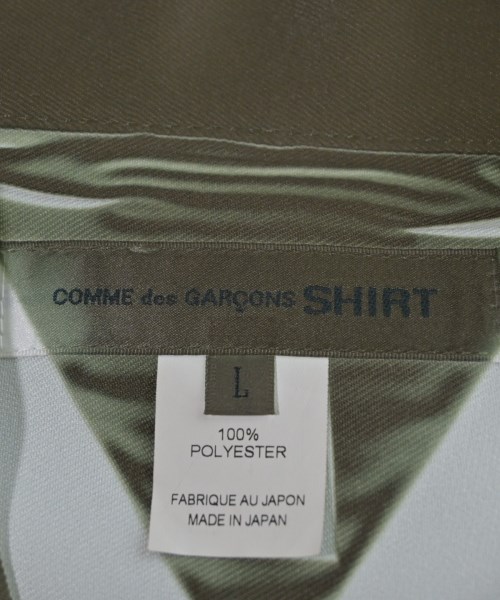 COMME des GARÇONS SHIRT
L
100%
POLYESTER
FABRIQUE AU JAPON
MADE IN JAPAN